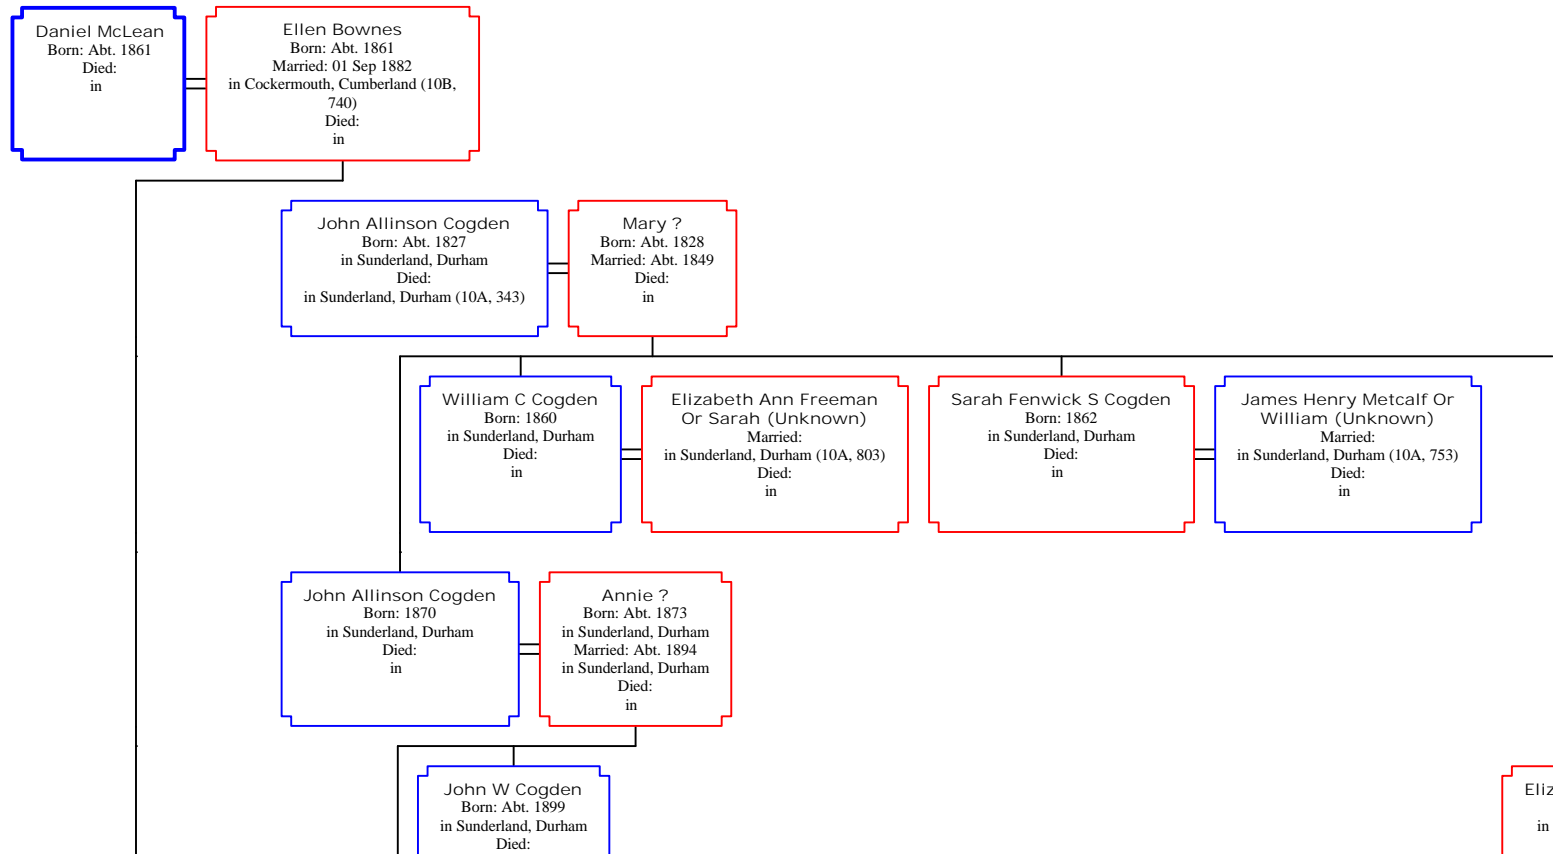 Daniel McLean
Born: Abt. 1861
Died:
in
Ellen Bownes
Born: Abt. 1861
Married: 01 Sep 1882
in Cockermouth, Cumberland (10B,
740)
Died:
in
John Allinson Cogden
Born: Abt. 1827
in Sunderland, Durham
Died:
in Sunderland, Durham (10A, 343)
Mary ?
Born: Abt. 1828
Married: Abt. 1849
Died:
in
William C Cogden
Born: 1860
in Sunderland, Durham
Died:
in
Elizabeth Ann Freeman
Or Sarah (Unknown)
Married:
in Sunderland, Durham (10A, 803)
Died:
in
Sarah Fenwick S Cogden
Born: 1862
in Sunderland, Durham
Died:
in
James Henry Metcalf Or
William (Unknown)
Married:
in Sunderland, Durham (10A, 753)
Died:
in
John Allinson Cogden
Born: 1870
in Sunderland, Durham
Died:
in
Annie ?
Born: Abt. 1873
in Sunderland, Durham
Married: Abt. 1894
in Sunderland, Durham
Died:
in
John W Cogden
Born: Abt. 1899
in Sunderland, Durham
Died:
Eliz
in